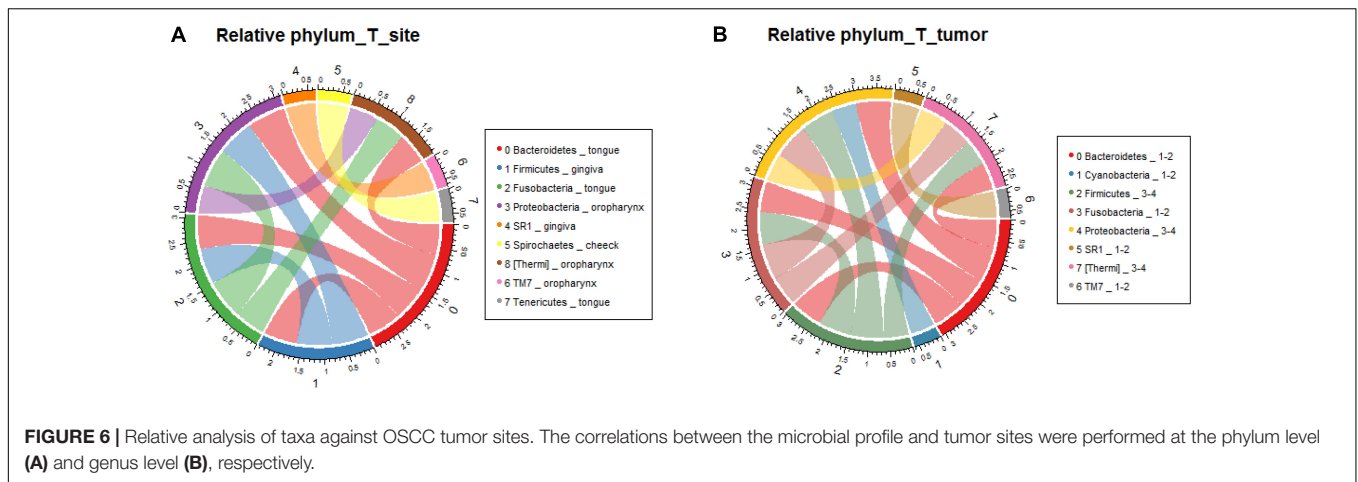 A Relative phylum_T_site
0 Bacteroidetes _ tongue
1 Firmicutes _ gingiva
2 Fusobacteria _ tongue
3 Proteobacteria _ oropharynx
4 SR1 _ gingiva
5 Spirochaetes _ cheeck
8 [Thermi] _ oropharynx
6 TM7 _ oropharynx
7 Tenericutes _ tongue
B Relative phylum_T_tumor
0 Bacteroidetes _ 1-2
1 Cyanobacteria _ 1-2
2 Firmicutes _ 3-4
3 Fusobacteria _ 1-2
4 Proteobacteria _ 3-4
5 SR1 _ 1-2
7 [Thermi] _ 3-4
6 TM7 _ 1-2
FIGURE 6 | Relative analysis of taxa against OSCC tumor sites. The correlations between the microbial profile and tumor sites were performed at the phylum level
(A) and genus level (B), respectively.